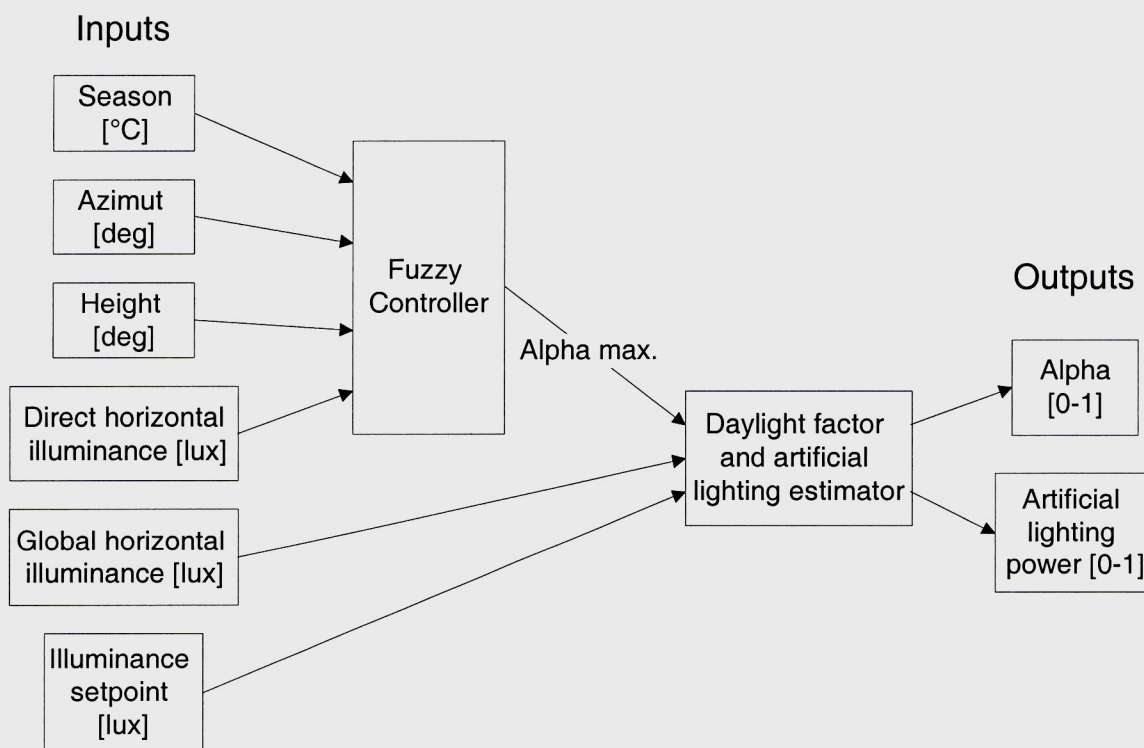 Inputs
Season
[°C]
Azimut
[deg]
Height
[deg]
Direct horizontal
illuminance [lux]
Global horizontal
illuminance [lux]
Illuminance
setpoint
[lux]
Fuzzy
Controller
Alpha max.
Daylight factor
and artificial
lighting estimator
Outputs
Alpha
[0-1]
Artificial
lighting
power [0-1]